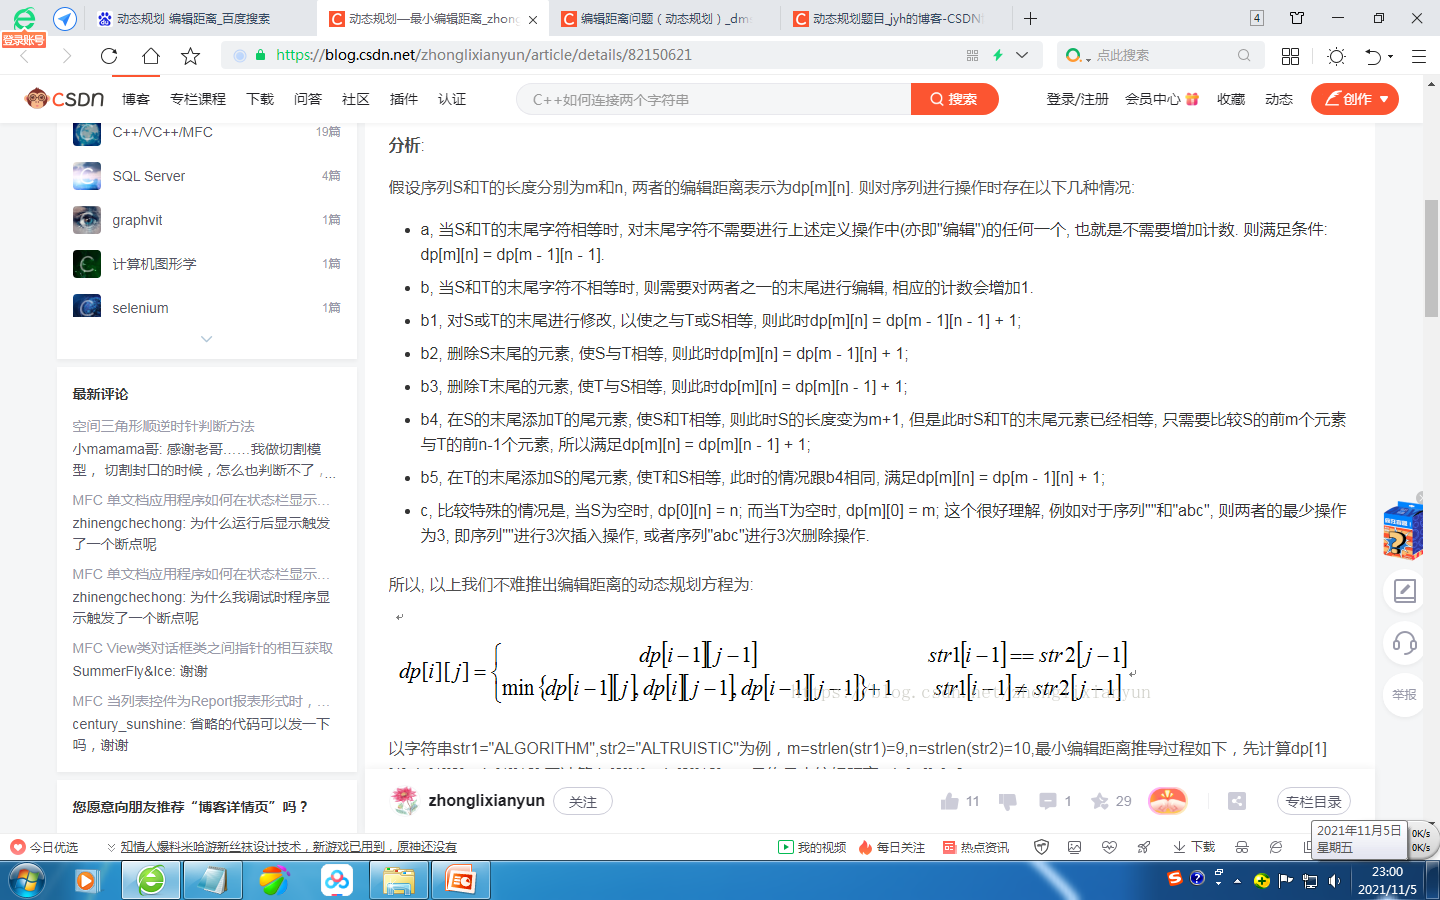 动态规划 编辑距离_百度搜索
动态规划—最小编辑距离_zhong
编辑距离问题（动态规划）_dm
动态规划题目_jyh的博客-CSDN
4
登录账号
https://blog.csdn.net/zhonglixianyun/article/details/82150621
点此搜索
CSDN
博客
专栏课程
下载
问答
社区
插件
认证
C++如何连接两个字符串
搜索
登录/注册
会员中心
收藏
动态
创作
C++/VC++/MFC 19篇
SQL Server 4篇
graphvit 1篇
计算机图形学 1篇
selenium 1篇
最新评论
空间三角形顺逆时针判断方法
小mamama哥: 感谢老哥……我做切割模
型， 切割封口的时候，怎么也判断不了，...
MFC 单文档应用程序如何在状态栏显示...
zhinengchechong: 为什么运行后显示触发
了一个断点呢
MFC 单文档应用程序如何在状态栏显示...
zhinengchechong: 为什么我调试时程序显
示触发了一个断点呢
MFC View类对话框类之间指针的相互获取
SummerFly&Ice: 谢谢
MFC 当列表控件为Report报表形式时，...
century_sunshine: 省略的代码可以发一下
吗，谢谢
您愿意向朋友推荐“博客详情页”吗？
分析:
假设序列S和T的长度分别为m和n, 两者的编辑距离表示为dp[m][n]. 则对序列进行操作时存在以下几种情况:
a, 当S和T的末尾字符相等时, 对末尾字符不需要进行上述定义操作中(亦即"编辑")的任何一个, 也就是不需要增加计数. 则满足条件:
dp[m][n] = dp[m - 1][n - 1].
b, 当S和T的末尾字符不相等时, 则需要对两者之一的末尾进行编辑, 相应的计数会增加1.
b1, 对S或T的末尾进行修改, 以使之与T或S相等, 则此时dp[m][n] = dp[m - 1][n - 1] + 1;
b2, 删除S末尾的元素, 使S与T相等, 则此时dp[m][n] = dp[m - 1][n] + 1;
b3, 删除T末尾的元素, 使T与S相等, 则此时dp[m][n] = dp[m][n - 1] + 1;
b4, 在S的末尾添加T的尾元素, 使S和T相等, 则此时S的长度变为m+1, 但是此时S和T的末尾元素已经相等, 只需要比较S的前m个元素
与T的前n-1个元素, 所以满足dp[m][n] = dp[m][n - 1] + 1;
b5, 在T的末尾添加S的尾元素, 使T和S相等, 此时的情况跟b4相同, 满足dp[m][n] = dp[m - 1][n] + 1;
c, 比较特殊的情况是, 当S为空时, dp[0][n] = n; 而当T为空时, dp[m][0] = m; 这个很好理解, 例如对于序列""和"abc", 则两者的最少操作
为3, 即序列""进行3次插入操作, 或者序列"abc"进行3次删除操作.
所以, 以上我们不难推出编辑距离的动态规划方程为:
dp[i-1][j-1] str1[i-1]== str2[j-1]
dp[i][j]=
min{dp[i-1][j],dp[i][j-1],dp[i-1][j-1]}+1 str1[i-1]≠ str2[j-1]
https://blog.csdn.net/zhonglixianyun
以字符串str1="ALGORITHM",str2="ALTRUISTIC"为例，m=strlen(str1)=9,n=strlen(str2)=10,最小编辑距离推导过程如下，先计算dp[1]
zhonglixianyun
关注
11
1
29
专栏目录
举报
今日优选
知情人爆料米哈游新丝袜设计技术，新游戏已用到，原神还没有
我的视频
每日关注
热点资讯
下载
2021年11月5日
星期五
0K/s
0K/s
23:00
2021/11/5